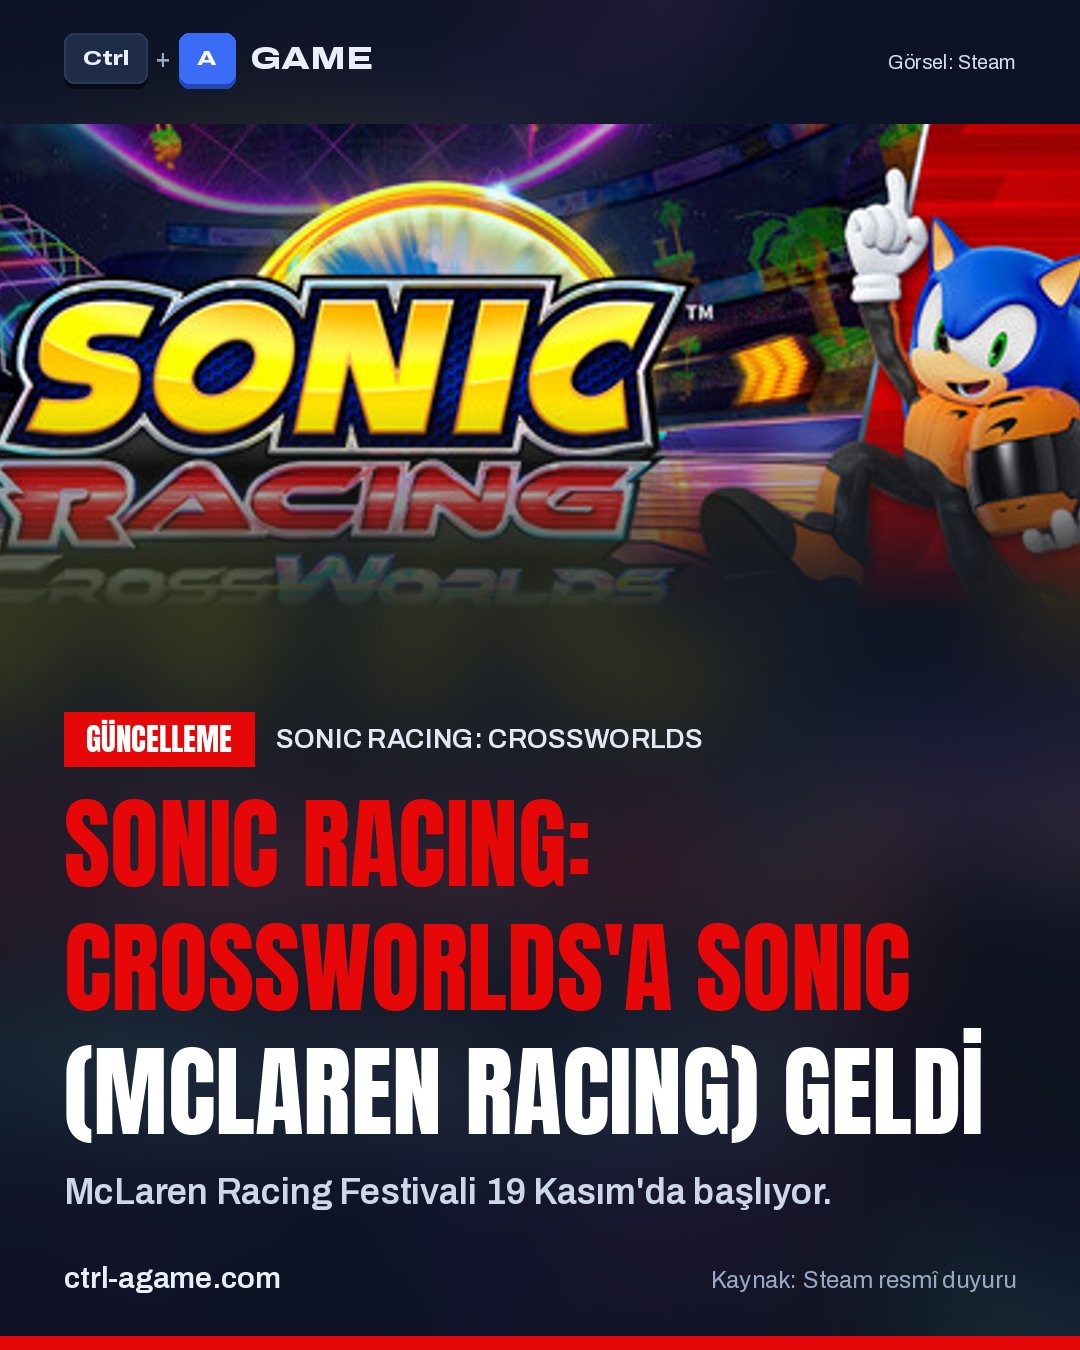 Ctrl + A GAME
Görsel: Steam
SONIC™
RACING
CROSSWORLDS
GÜNCELLEME SONIC RACING: CROSSWORLDS
SONIC RACING:
CROSSWORLDS'A SONIC
(MCLAREN RACING) GELDİ
McLaren Racing Festivali 19 Kasım'da başlıyor.
ctrl-agame.com
Kaynak: Steam resmî duyuru